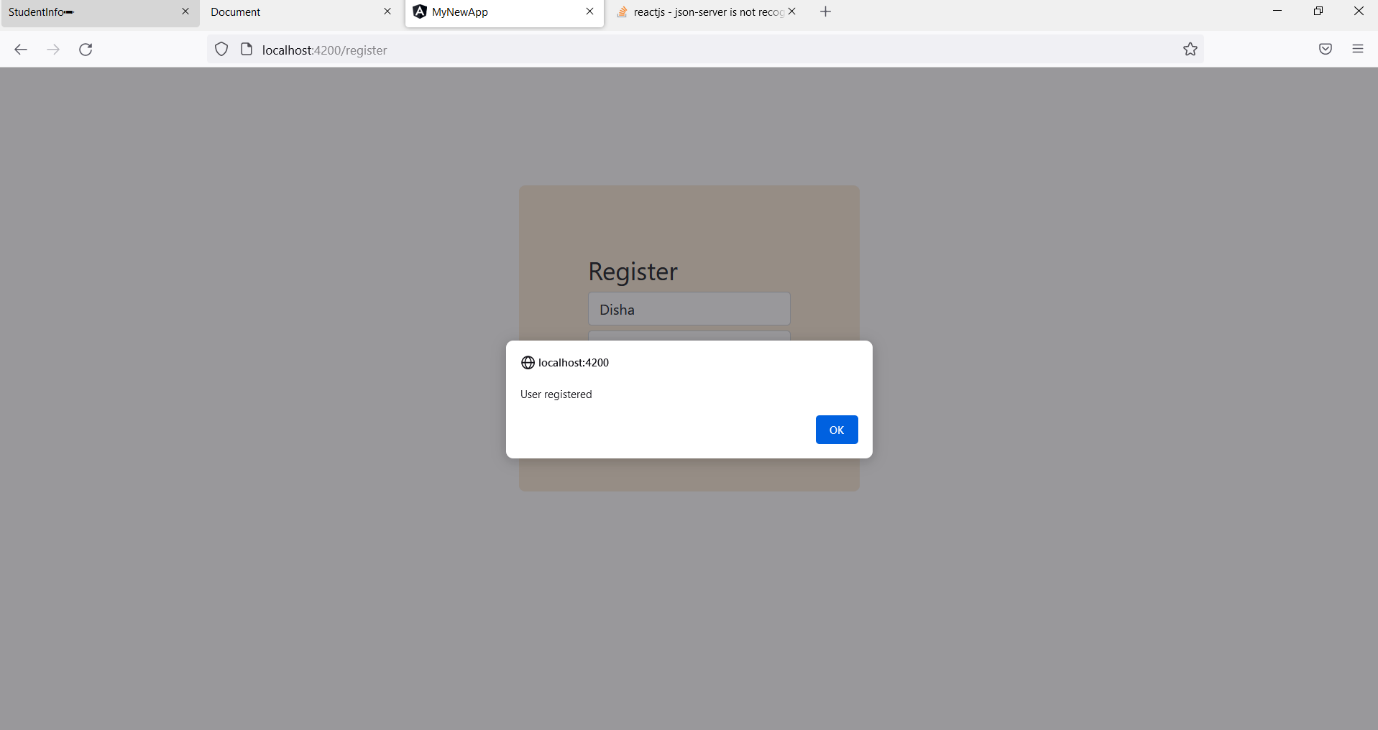 StudentInfo
Document
MyNewApp
reactjs - json-server is not recog
localhost:4200/register
Register
Disha
localhost:4200
User registered
OK